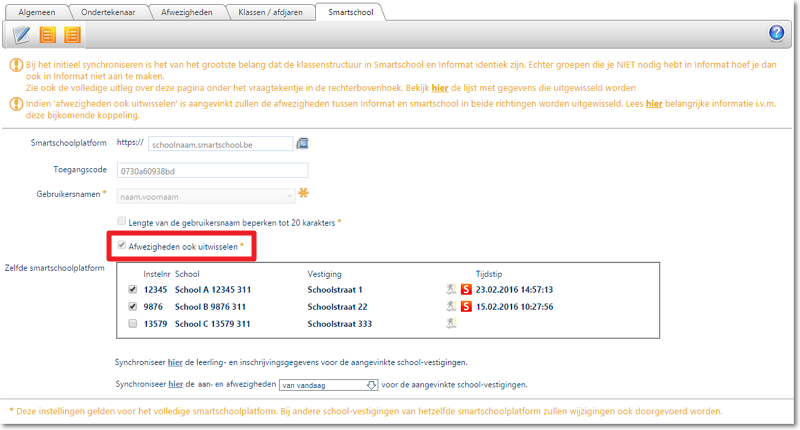 Algemeen Ondertekenaar Afwezigheden Klassen / afdjaren Smartschool
Bij het initieel synchroniseren is het van het grootste belang dat de klassenstructuur in Smartschool en Informat identiek zijn. Echter groepen die je NIET nodig hebt in Informat hoef je dan
ook in Informat niet aan te maken.
Zie ook de volledige uitleg over deze pagina onder het vraagtekentje in de rechterbovenhoek. Bekijk hier de lijst met gegevens die uitgewisseld worden
Indien 'afwezigheden ook uitwisselen' is aangevinkt zullen de afwezigheden tussen Informat en smartschool in beide richtingen worden uitgewisseld. Lees hier belangrijke informatie i.v.m.
deze bijkomende koppeling.
Smartschoolplatform https:// schoolnaam.smartschool.be
Toegangscode 0730a60938bd
Gebruikersnamen * naam.voornaam
Lengte van de gebruikersnaam beperken tot 20 karakters *
Afwezigheden ook uitwisselen *
Zelfde smartschoolplatform
Instelnr School Vestiging Tijdstip
12345 School A 12345 311 Schoolstraat 1 S 23.02.2016 14:57:13
9876 School B 9876 311 Schoolstraat 22 S 15.02.2016 10:27:56
13579 School C 13579 311 Schoolstraat 333
Synchroniseer hier de leerling- en inschrijvingsgegevens voor de aangevinkte school-vestigingen.
Synchroniseer hier de aan- en afwezigheden van vandaag voor de aangevinkte school-vestigingen.
* Deze instellingen gelden voor het volledige smartschoolplatform. Bij andere school-vestigingen van hetzelfde smartschoolplatform zullen wijzigingen ook doorgevoerd worden.